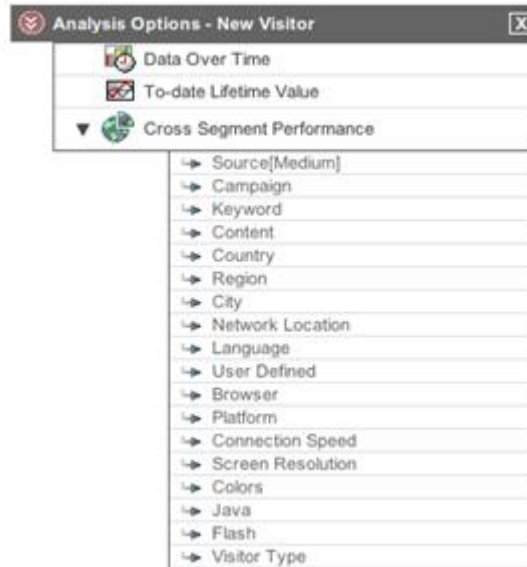 Analysis Options - New Visitor X
Data Over Time
To-date Lifetime Value
Cross Segment Performance
Source[Medium]
Campaign
Keyword
Content
Country
Region
City
Network Location
Language
User Defined
Browser
Platform
Connection Speed
Screen Resolution
Colors
Java
Flash
Visitor Type